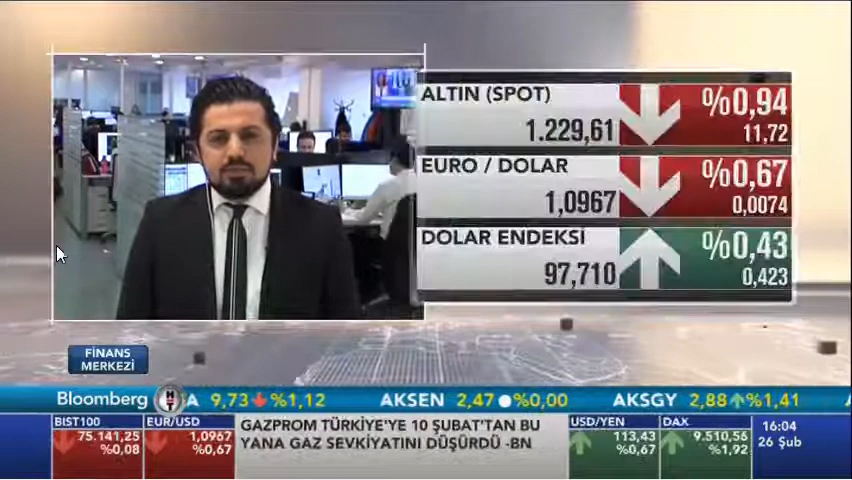 ALTIN (SPOT)
1.229,61
%0,94
11,72
EURO / DOLAR
1,0967
%0,67
0,0074
DOLAR ENDEKSİ
97,710
%0,43
0,423
FİNANS
MERKEZİ
Bloomberg HT A 9,73 %1,12 AKSEN 2,47 %0,00 AKSGY 2,88 %1,41 A
BIST100
75.141,25
%0,08
EUR/USD
1,0967
%0,67
GAZPROM TÜRKİYE'YE 10 ŞUBAT'TAN BU
YANA GAZ SEVKİYATINI DÜŞÜRDÜ -BN
USD/YEN
113,43
%0,67
DAX
9.510,56
%1,92
16:04
26 Şub